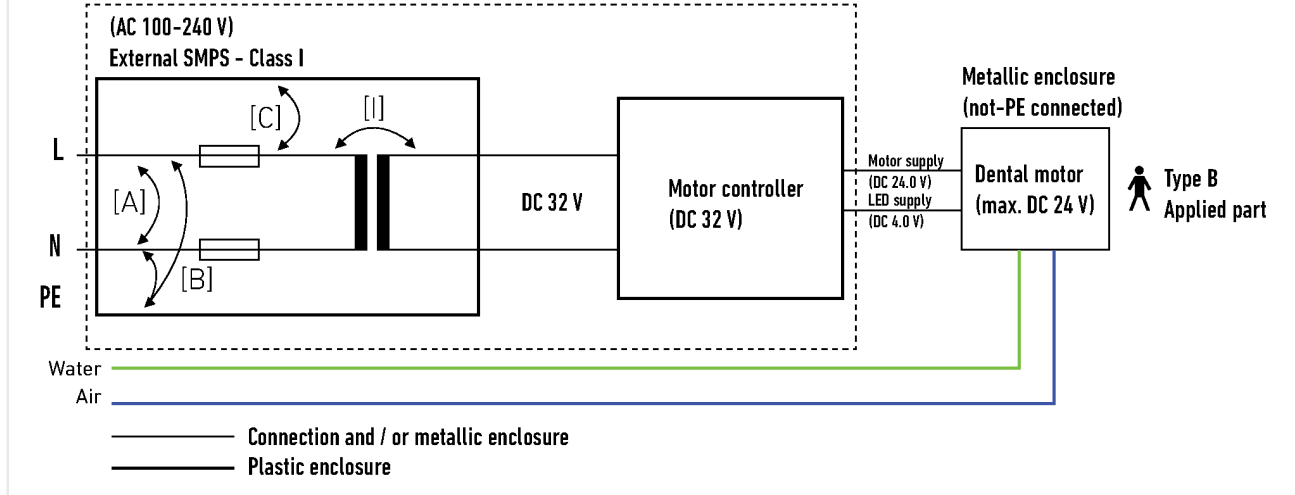 (AC 100-240 V)
External SMPS - Class I
[C]
[I]
L
[A]
N
[B]
PE
DC 32 V
Motor controller
(DC 32 V)
Motor supply
(DC 24.0 V)
LED supply
(DC 4.0 V)
Metallic enclosure
(not-PE connected)
Dental motor
(max. DC 24 V)
Type B
Applied part
Water
Air
Connection and / or metallic enclosure
Plastic enclosure